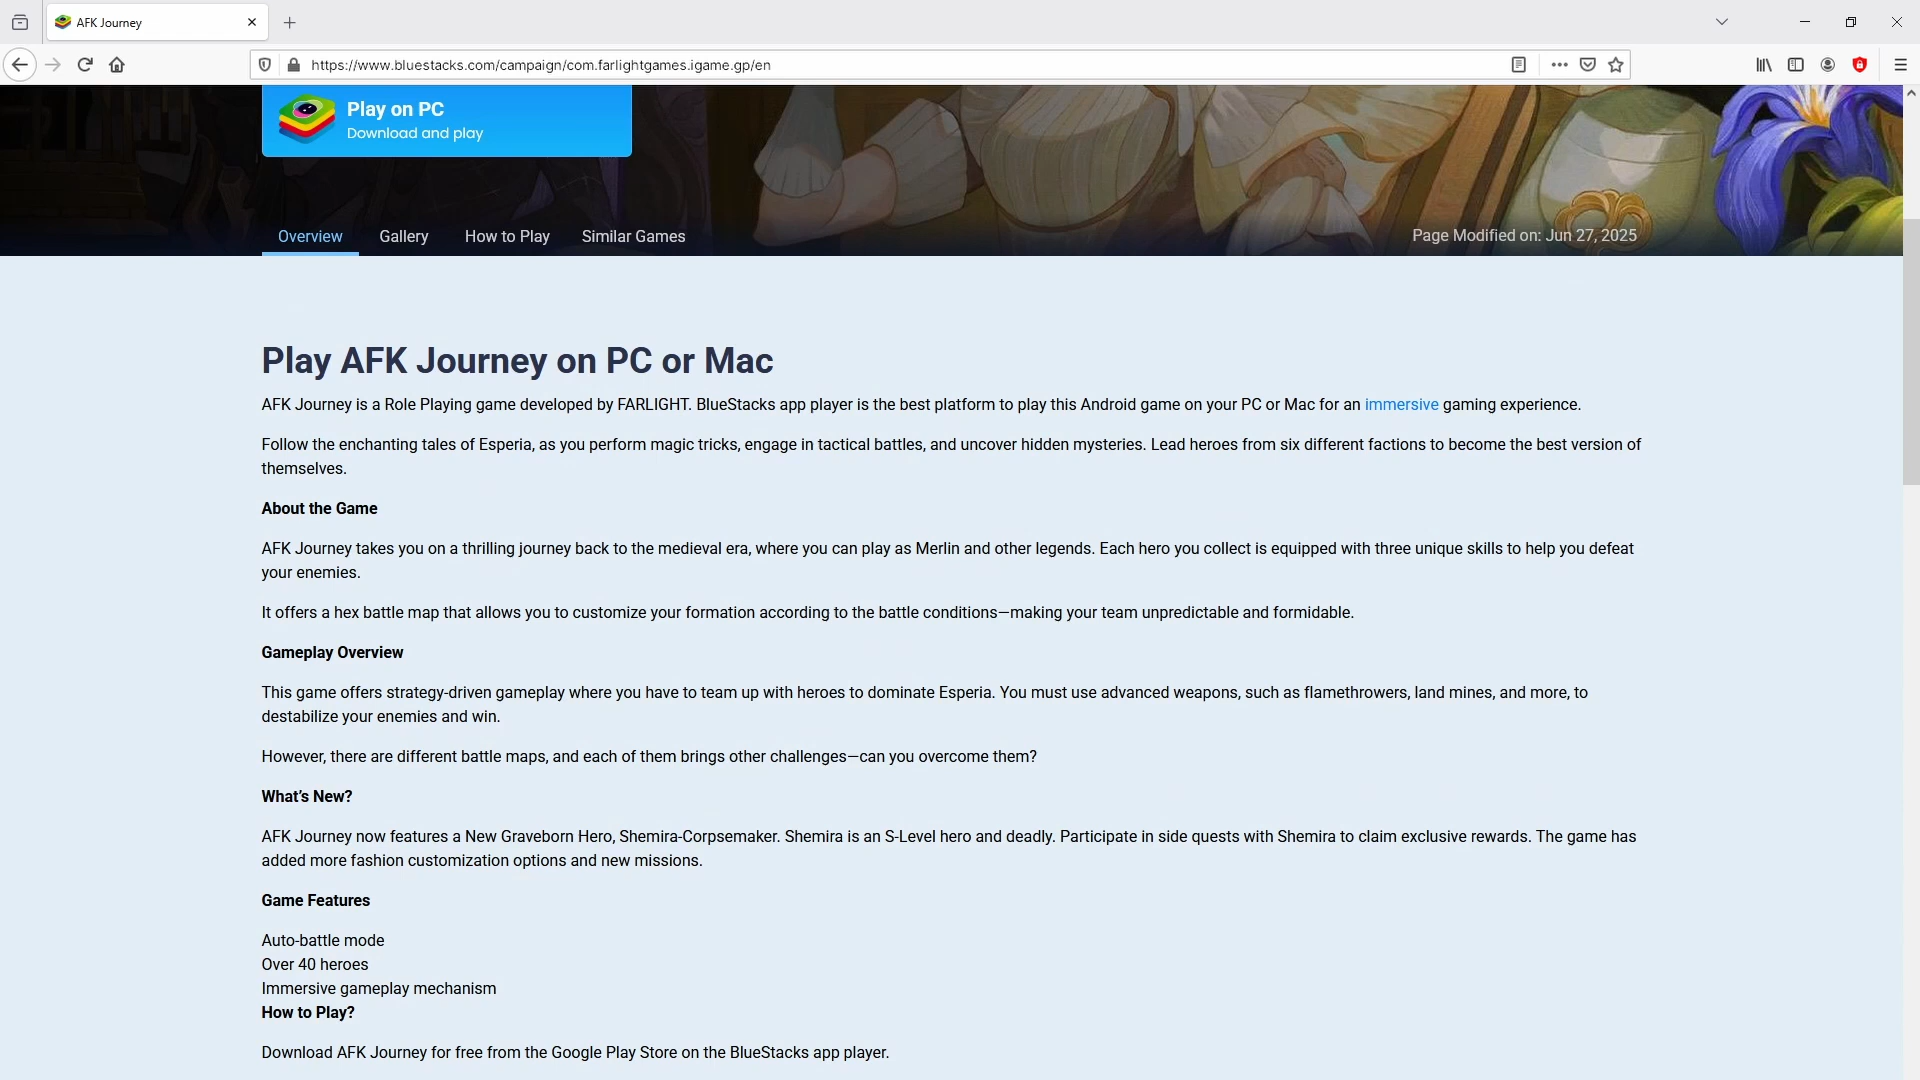 AFK Journey
https://www.bluestacks.com/campaign/com.farlightgames.igame.gp/en
Play on PC
Download and play
Overview
Gallery
How to Play
Similar Games
Page Modified on: Jun 27, 2025
Play AFK Journey on PC or Mac
AFK Journey is a Role Playing game developed by FARLIGHT. BlueStacks app player is the best platform to play this Android game on your PC or Mac for an immersive gaming experience.
Follow the enchanting tales of Esperia, as you perform magic tricks, engage in tactical battles, and uncover hidden mysteries. Lead heroes from six different factions to become the best version of
themselves.
About the Game
AFK Journey takes you on a thrilling journey back to the medieval era, where you can play as Merlin and other legends. Each hero you collect is equipped with three unique skills to help you defeat
your enemies.
It offers a hex battle map that allows you to customize your formation according to the battle conditions—making your team unpredictable and formidable.
Gameplay Overview
This game offers strategy-driven gameplay where you have to team up with heroes to dominate Esperia. You must use advanced weapons, such as flamethrowers, land mines, and more, to
destabilize your enemies and win.
However, there are different battle maps, and each of them brings other challenges—can you overcome them?
What’s New?
AFK Journey now features a New Graveborn Hero, Shemira-Corpsemaker. Shemira is an S-Level hero and deadly. Participate in side quests with Shemira to claim exclusive rewards. The game has
added more fashion customization options and new missions.
Game Features
Auto-battle mode
Over 40 heroes
Immersive gameplay mechanism
How to Play?
Download AFK Journey for free from the Google Play Store on the BlueStacks app player.